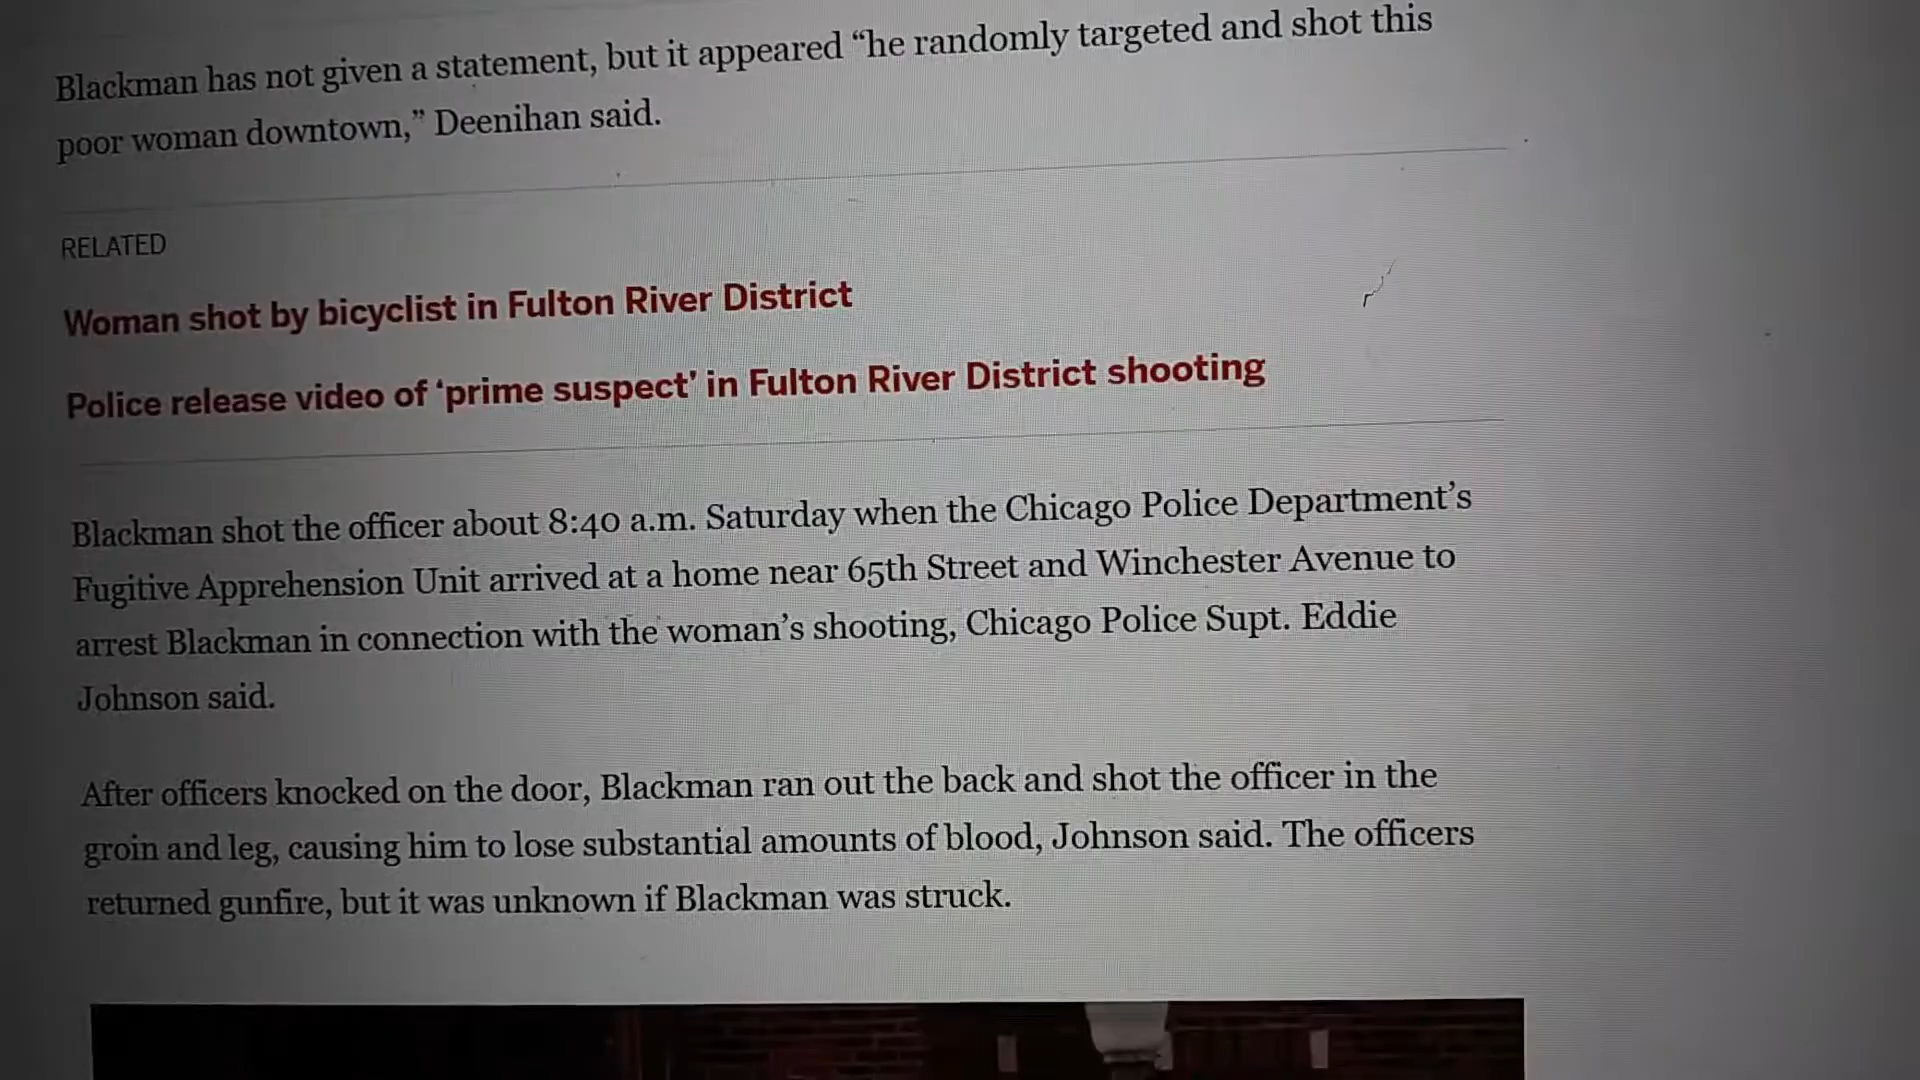 Blackman has not given a statement, but it appeared “he randomly targeted and shot this
poor woman downtown,” Deenihan said.
RELATED
Woman shot by bicyclist in Fulton River District
Police release video of ‘prime suspect’ in Fulton River District shooting
Blackman shot the officer about 8:40 a.m. Saturday when the Chicago Police Department’s
Fugitive Apprehension Unit arrived at a home near 65th Street and Winchester Avenue to
arrest Blackman in connection with the woman’s shooting, Chicago Police Supt. Eddie
Johnson said.
After officers knocked on the door, Blackman ran out the back and shot the officer in the
groin and leg, causing him to lose substantial amounts of blood, Johnson said. The officers
returned gunfire, but it was unknown if Blackman was struck.